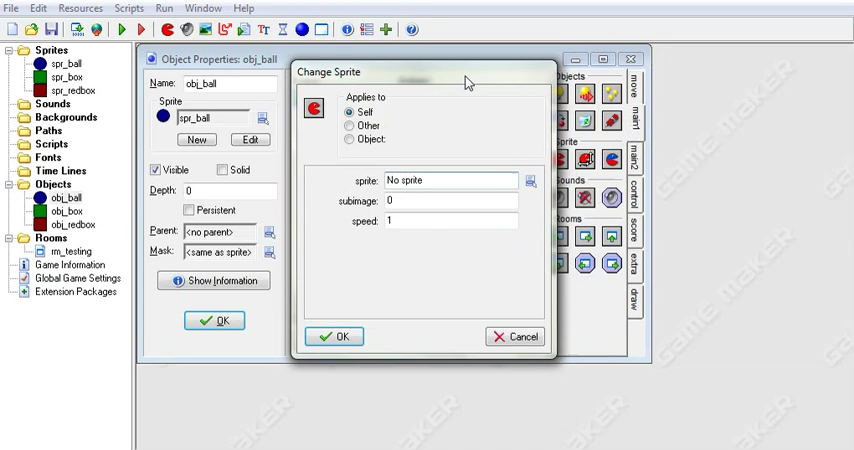 File Edit Resources Scripts Run Window Help
Sprites
spr_ball
spr_box
spr_redbox
Sounds
Backgrounds
Paths
Scripts
Fonts
Time Lines
Objects
obj_ball
obj_box
obj_redbox
Rooms
rm_testing
Game Information
Global Game Settings
Extension Packages
Object Properties: obj_ball
Name: obj_ball
Sprite
spr_ball
New Edit
Visible Solid
Depth: 0
Persistent
Parent: <no parent>
Mask: <same as sprite>
Show Information
OK
Change Sprite
Applies to
Self
Other
Object:
sprite: No sprite
subimage: 0
speed: 1
OK Cancel
Objects
Sprite
Sounds
Rooms
move
main1
main2
control
score
extra
draw
GAME MAKER